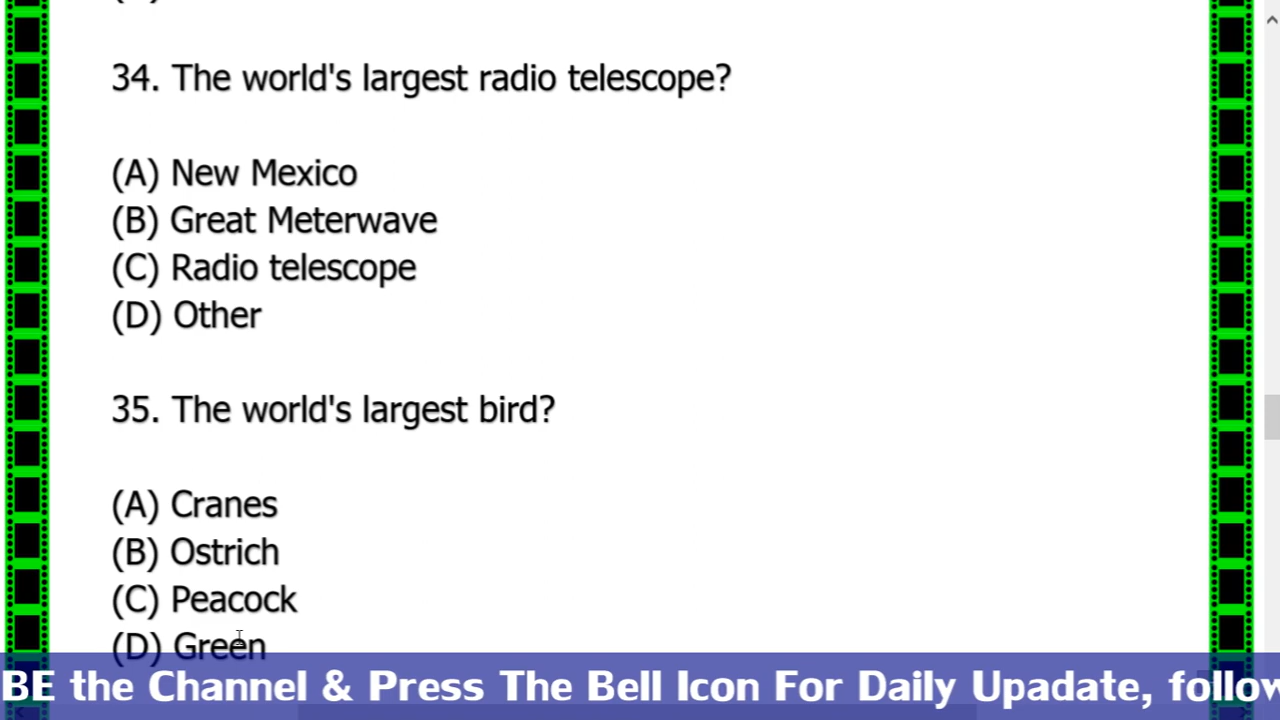 34. The world's largest radio telescope?
(A) New Mexico
(B) Great Meterwave
(C) Radio telescope
(D) Other
35. The world's largest bird?
(A) Cranes
(B) Ostrich
(C) Peacock
(D) Green
BE the Channel & Press The Bell Icon For Daily Upadate, follow